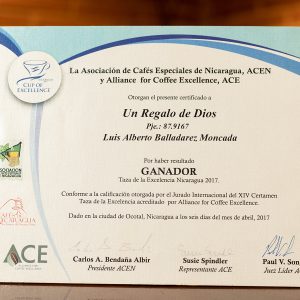 CUP OF
EXCELLENCE
La Asociación de Cafés Especiales de Nicaragua, ACEN
y Alliance for Coffee Excellence, ACE
Otorgan el presente certificado a
Un Regalo de Dios
Pje.: 87.9167
Luis Alberto Balladarez Moncada
Por haber resultado
GANADOR
Taza de la Excelencia Nicaragua 2017.
Conforme a la calificación otorgada por el Jurado Internacional del XIV Certamen
Taza de la Excelencia acreditado por Alliance for Coffee Excellence.
Dado en la ciudad de Ocotal, Nicaragua a los seis días del mes de abril, 2017
ACE
Carlos A. Bendaña Albir
Presidente ACEN
Susie Spindler
Representante ACE
Paul V. Son
Juez Líder A